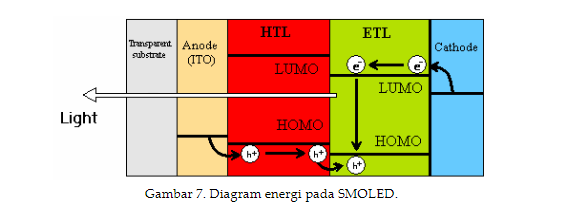 Transparent
substrate
Anode
(ITO)
HTL
LUMO
HOMO
h+
h+
ETL
e-
e-
LUMO
HOMO
h+
Cathode
Light
Gambar 7. Diagram energi pada SMOLED.